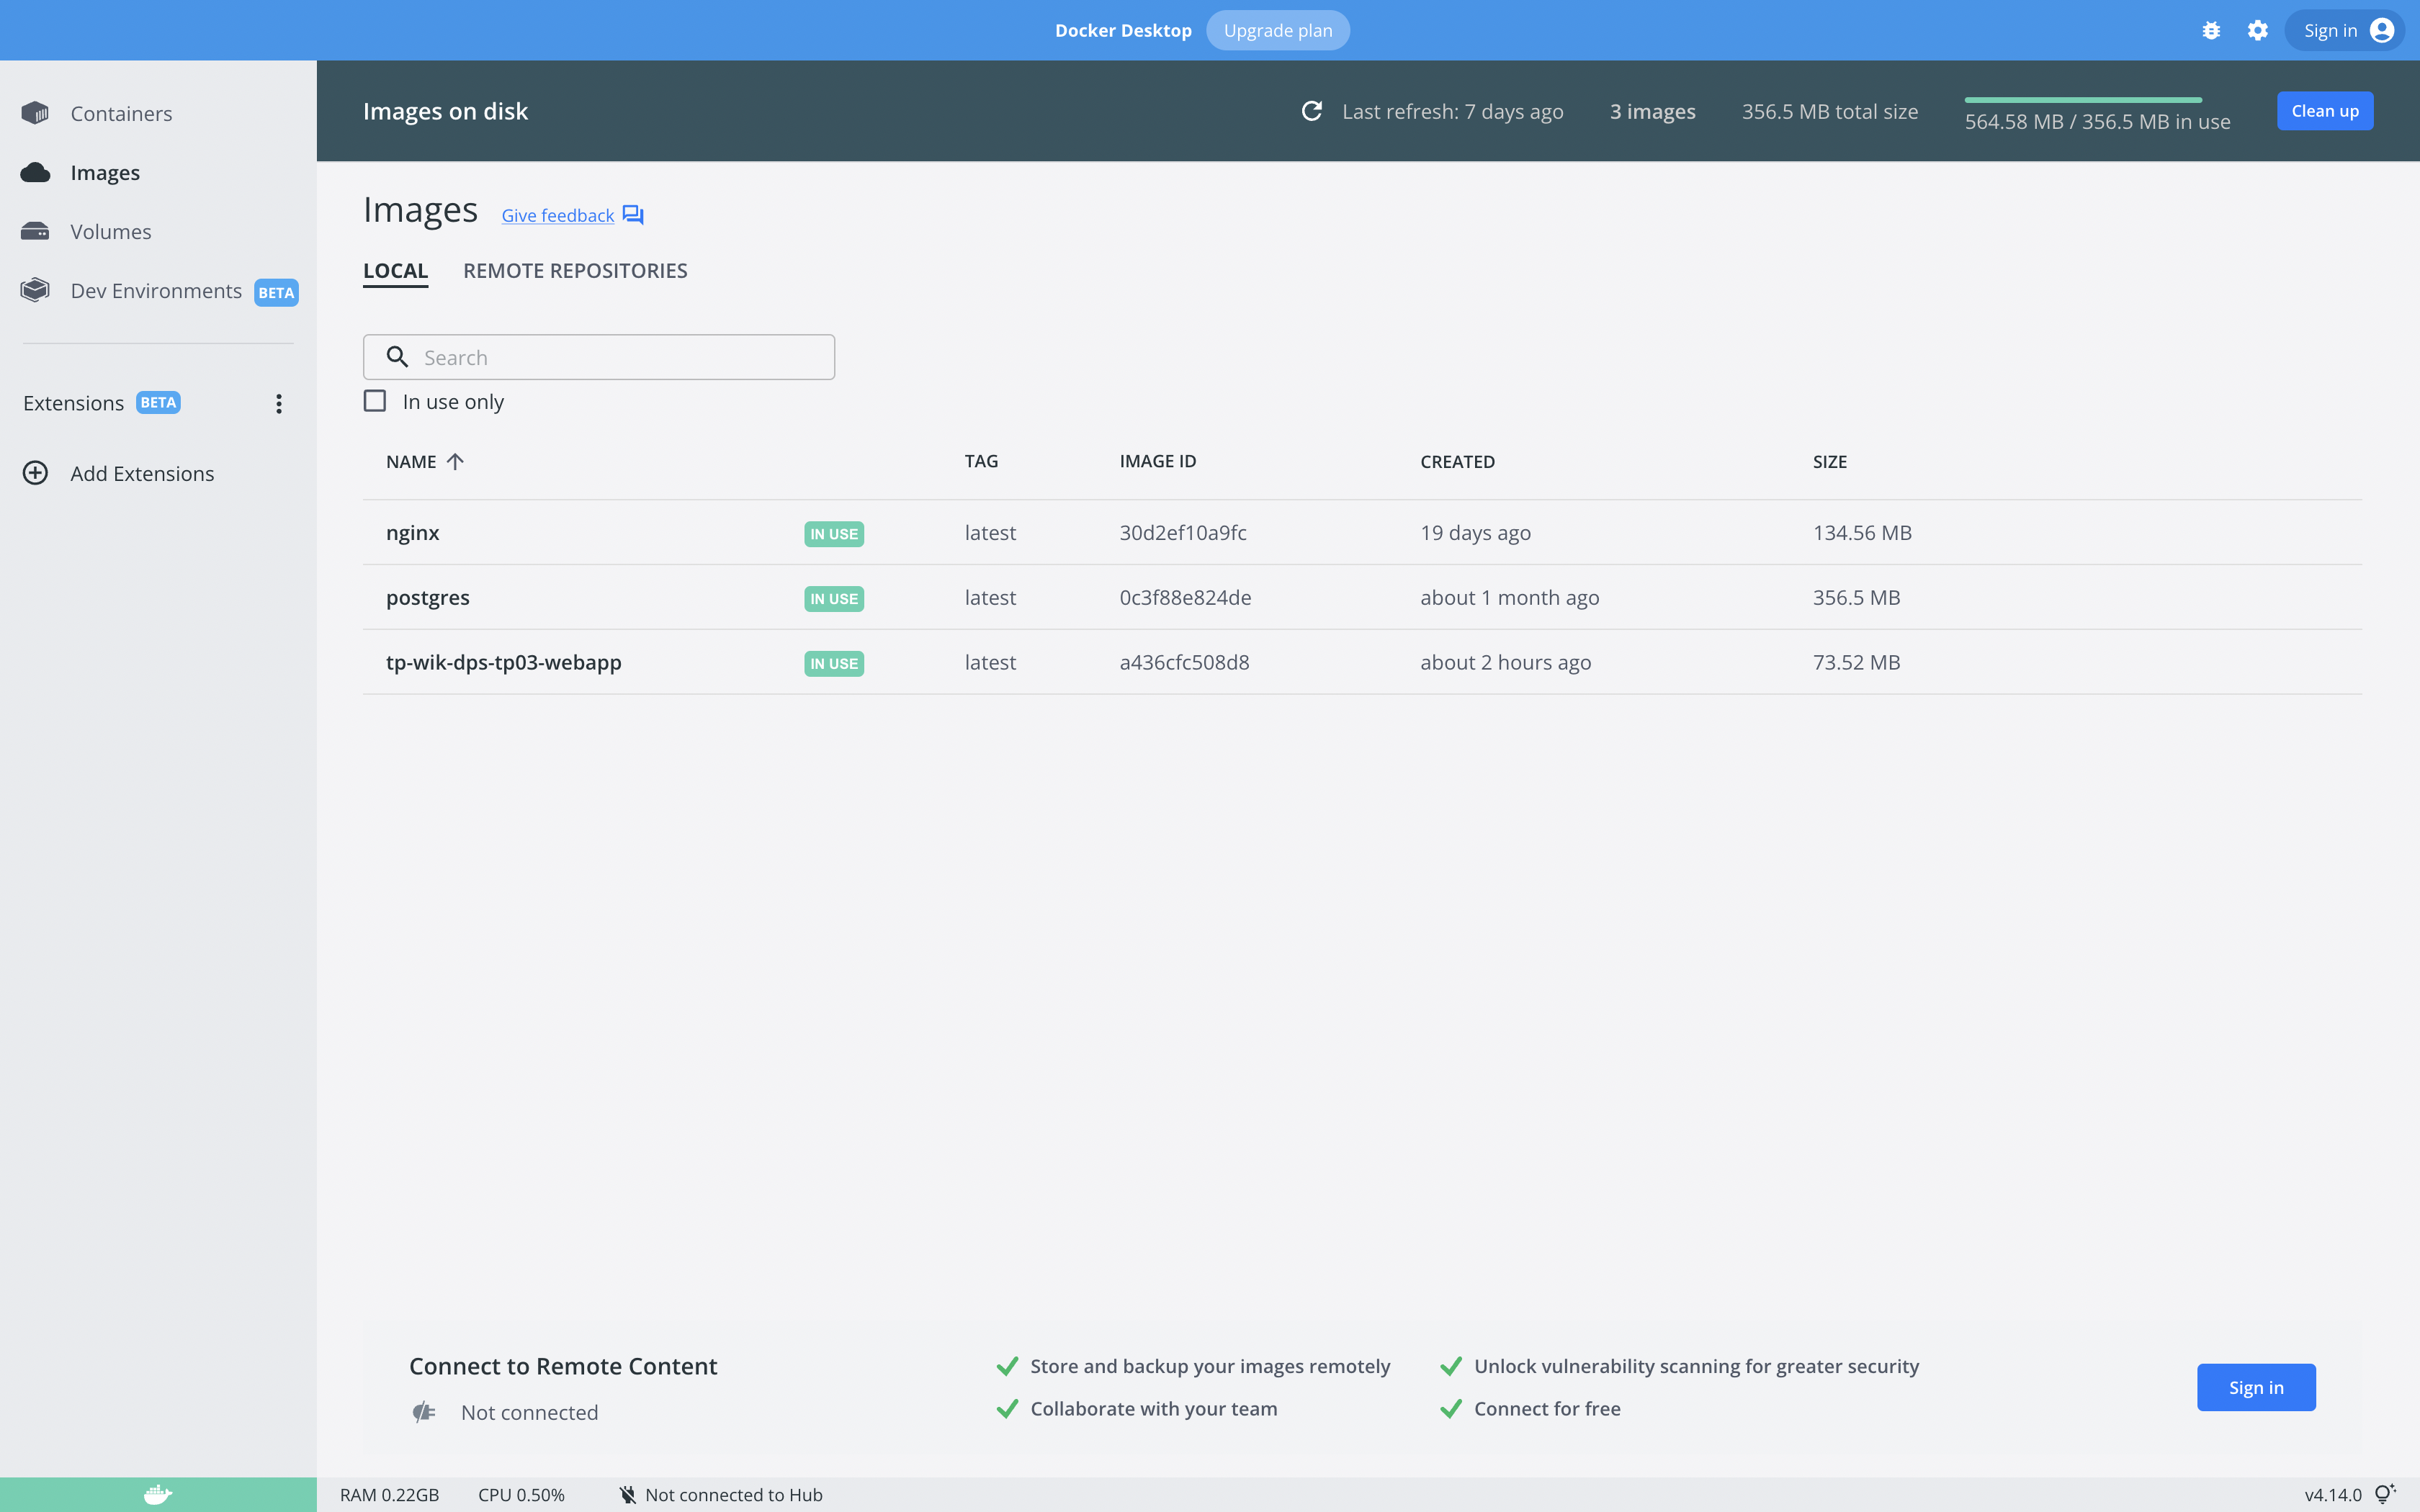 Docker Desktop Upgrade plan Sign in
Containers
Images
Volumes
Dev Environments BETA
Extensions BETA
Add Extensions
Images on disk Last refresh: 7 days ago 3 images 356.5 MB total size 564.58 MB / 356.5 MB in use Clean up
Images Give feedback
LOCAL REMOTE REPOSITORIES
Search
In use only
NAME TAG IMAGE ID CREATED SIZE
nginx IN USE latest 30d2ef10a9fc 19 days ago 134.56 MB
postgres IN USE latest 0c3f88e824de about 1 month ago 356.5 MB
tp-wik-dps-tp03-webapp IN USE latest a436cfc508d8 about 2 hours ago 73.52 MB
Connect to Remote Content
Not connected
Store and backup your images remotely Unlock vulnerability scanning for greater security
Collaborate with your team Connect for free
Sign in
RAM 0.22GB CPU 0.50% Not connected to Hub v4.14.0